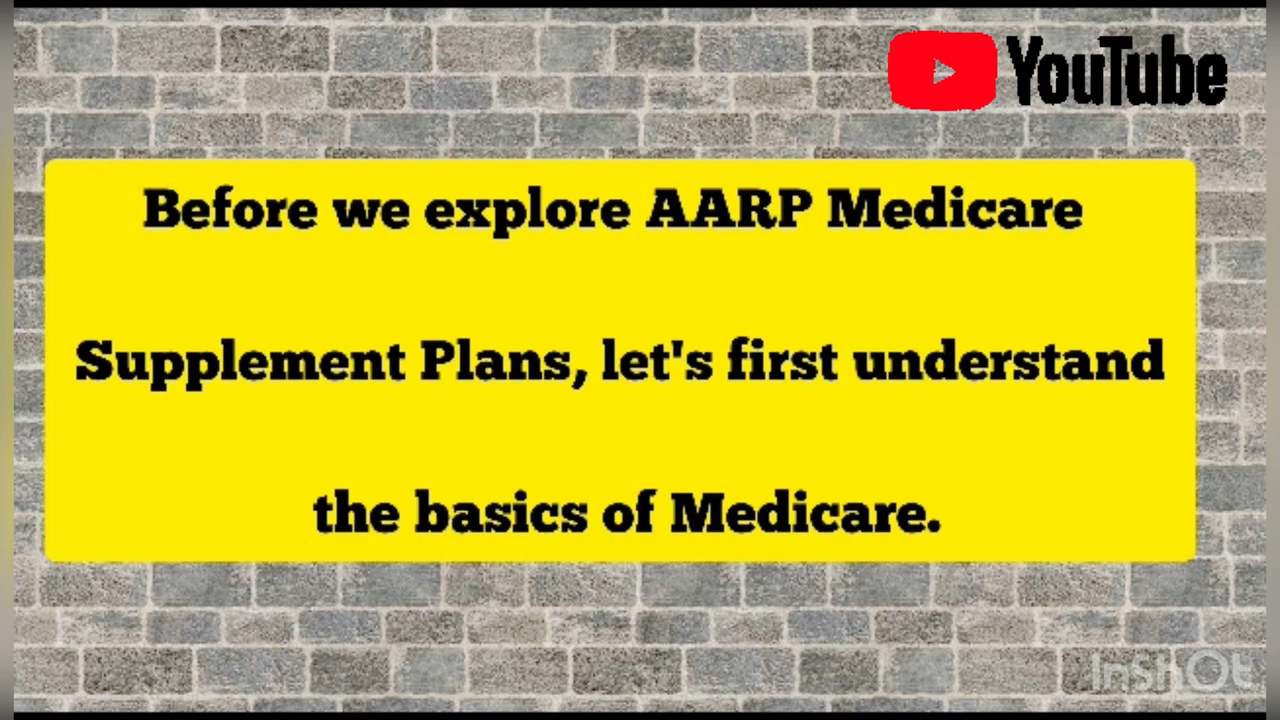 YouTube
Before we explore AARP Medicare
Supplement Plans, let's first understand
the basics of Medicare.
InShOt